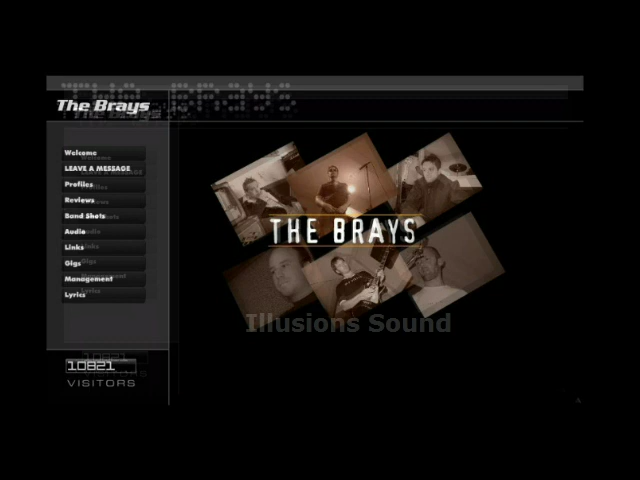 The Brays
Welcome
LEAVE A MESSAGE
Profiles
Reviews
Band Shots
Audio
Links
Gigs
Management
Lyrics
THE BRAYS
Illusions Sound
10821
VISITORS